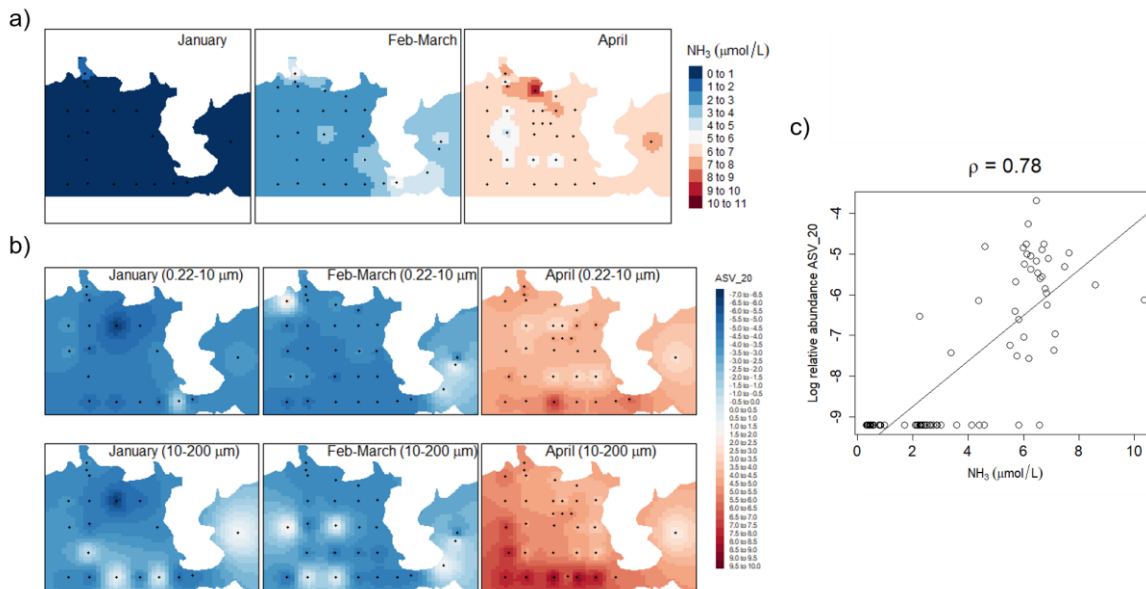 a)
January
Feb-March
April
NH₃ (μmol/L)
0 to 1
1 to 2
2 to 3
3 to 4
4 to 5
5 to 6
6 to 7
7 to 8
8 to 9
9 to 10
10 to 11
b)
January (0.22-10 μm)
Feb-March (0.22-10 μm)
April (0.22-10 μm)
January (10-200 μm)
Feb-March (10-200 μm)
April (10-200 μm)
ASV_20
-7.0 to -6.5
-6.5 to -6.0
-6.0 to -5.5
-5.5 to -5.0
-5.0 to -4.5
-4.5 to -4.0
-4.0 to -3.5
-3.5 to -3.0
-3.0 to -2.5
-2.5 to -2.0
-2.0 to -1.5
-1.5 to -1.0
-1.0 to -0.5
-0.5 to 0.0
0.0 to 0.5
0.5 to 1.0
1.0 to 1.5
1.5 to 2.0
2.0 to 2.5
2.5 to 3.0
3.0 to 3.5
3.5 to 4.0
4.0 to 4.5
4.5 to 5.0
5.0 to 5.5
5.5 to 6.0
6.0 to 6.5
6.5 to 7.0
7.0 to 7.5
7.5 to 8.0
8.0 to 8.5
8.5 to 9.0
9.0 to 9.5
9.5 to 10.0
c)
ρ = 0.78
Log relative abundance ASV_20
-4
-5
-6
-7
-8
-9
0 2 4 6 8 10
NH₃ (μmol/L)